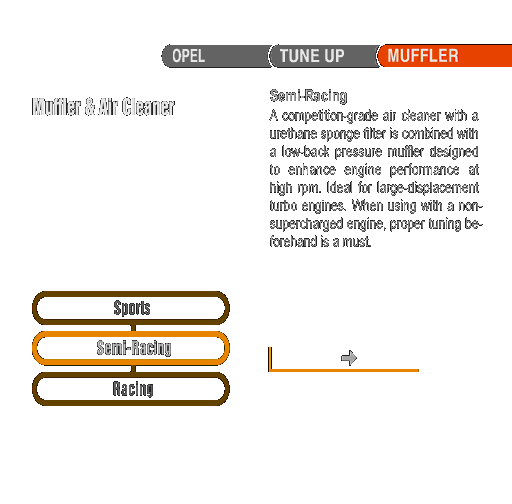 OPEL
TUNE UP
MUFFLER
Muffler & Air Cleaner
Semi-Racing
A competition-grade air cleaner with a
urethane sponge filter is combined with
a low-back pressure muffler designed
to enhance engine performance at
high rpm. Ideal for large-displacement
turbo engines. When using with a non-
supercharged engine, proper tuning be-
forehand is a must.
Sports
Semi-Racing
Racing